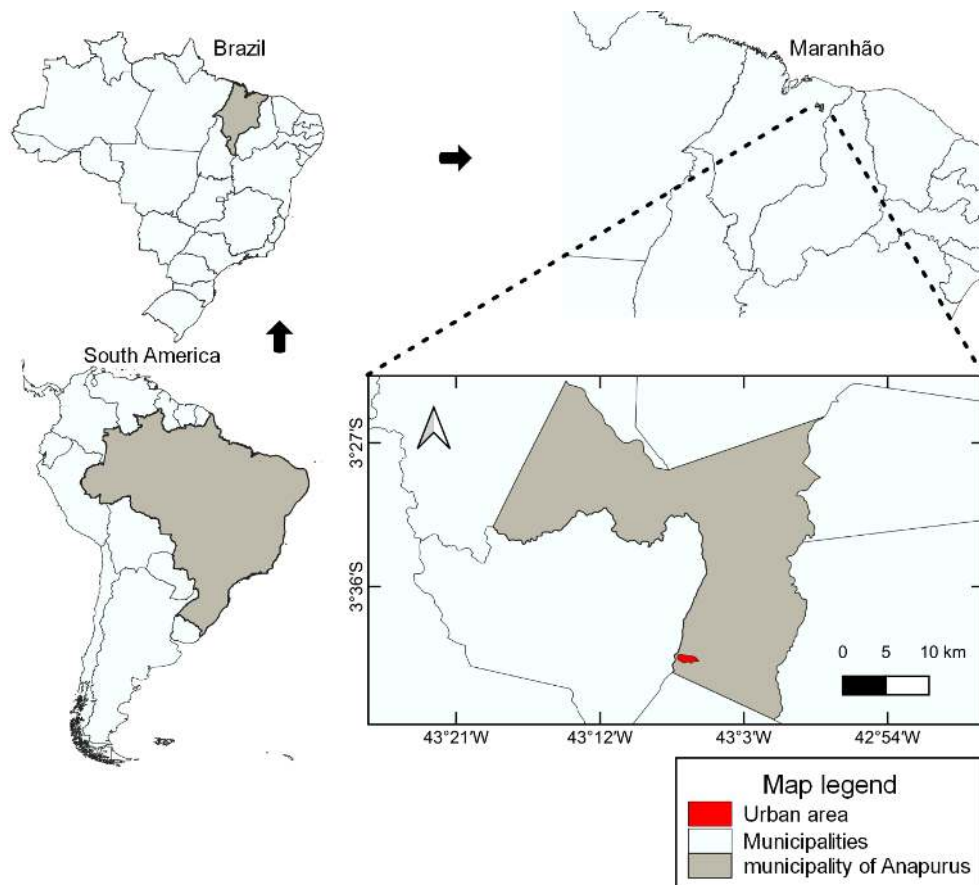 Brazil
Maranhão
South America
3°27'S
3°36'S
0 5 10 km
43°21'W 43°12'W 43°3'W 42°54'W
Map legend
Urban area
Municipalities
municipality of Anapurus